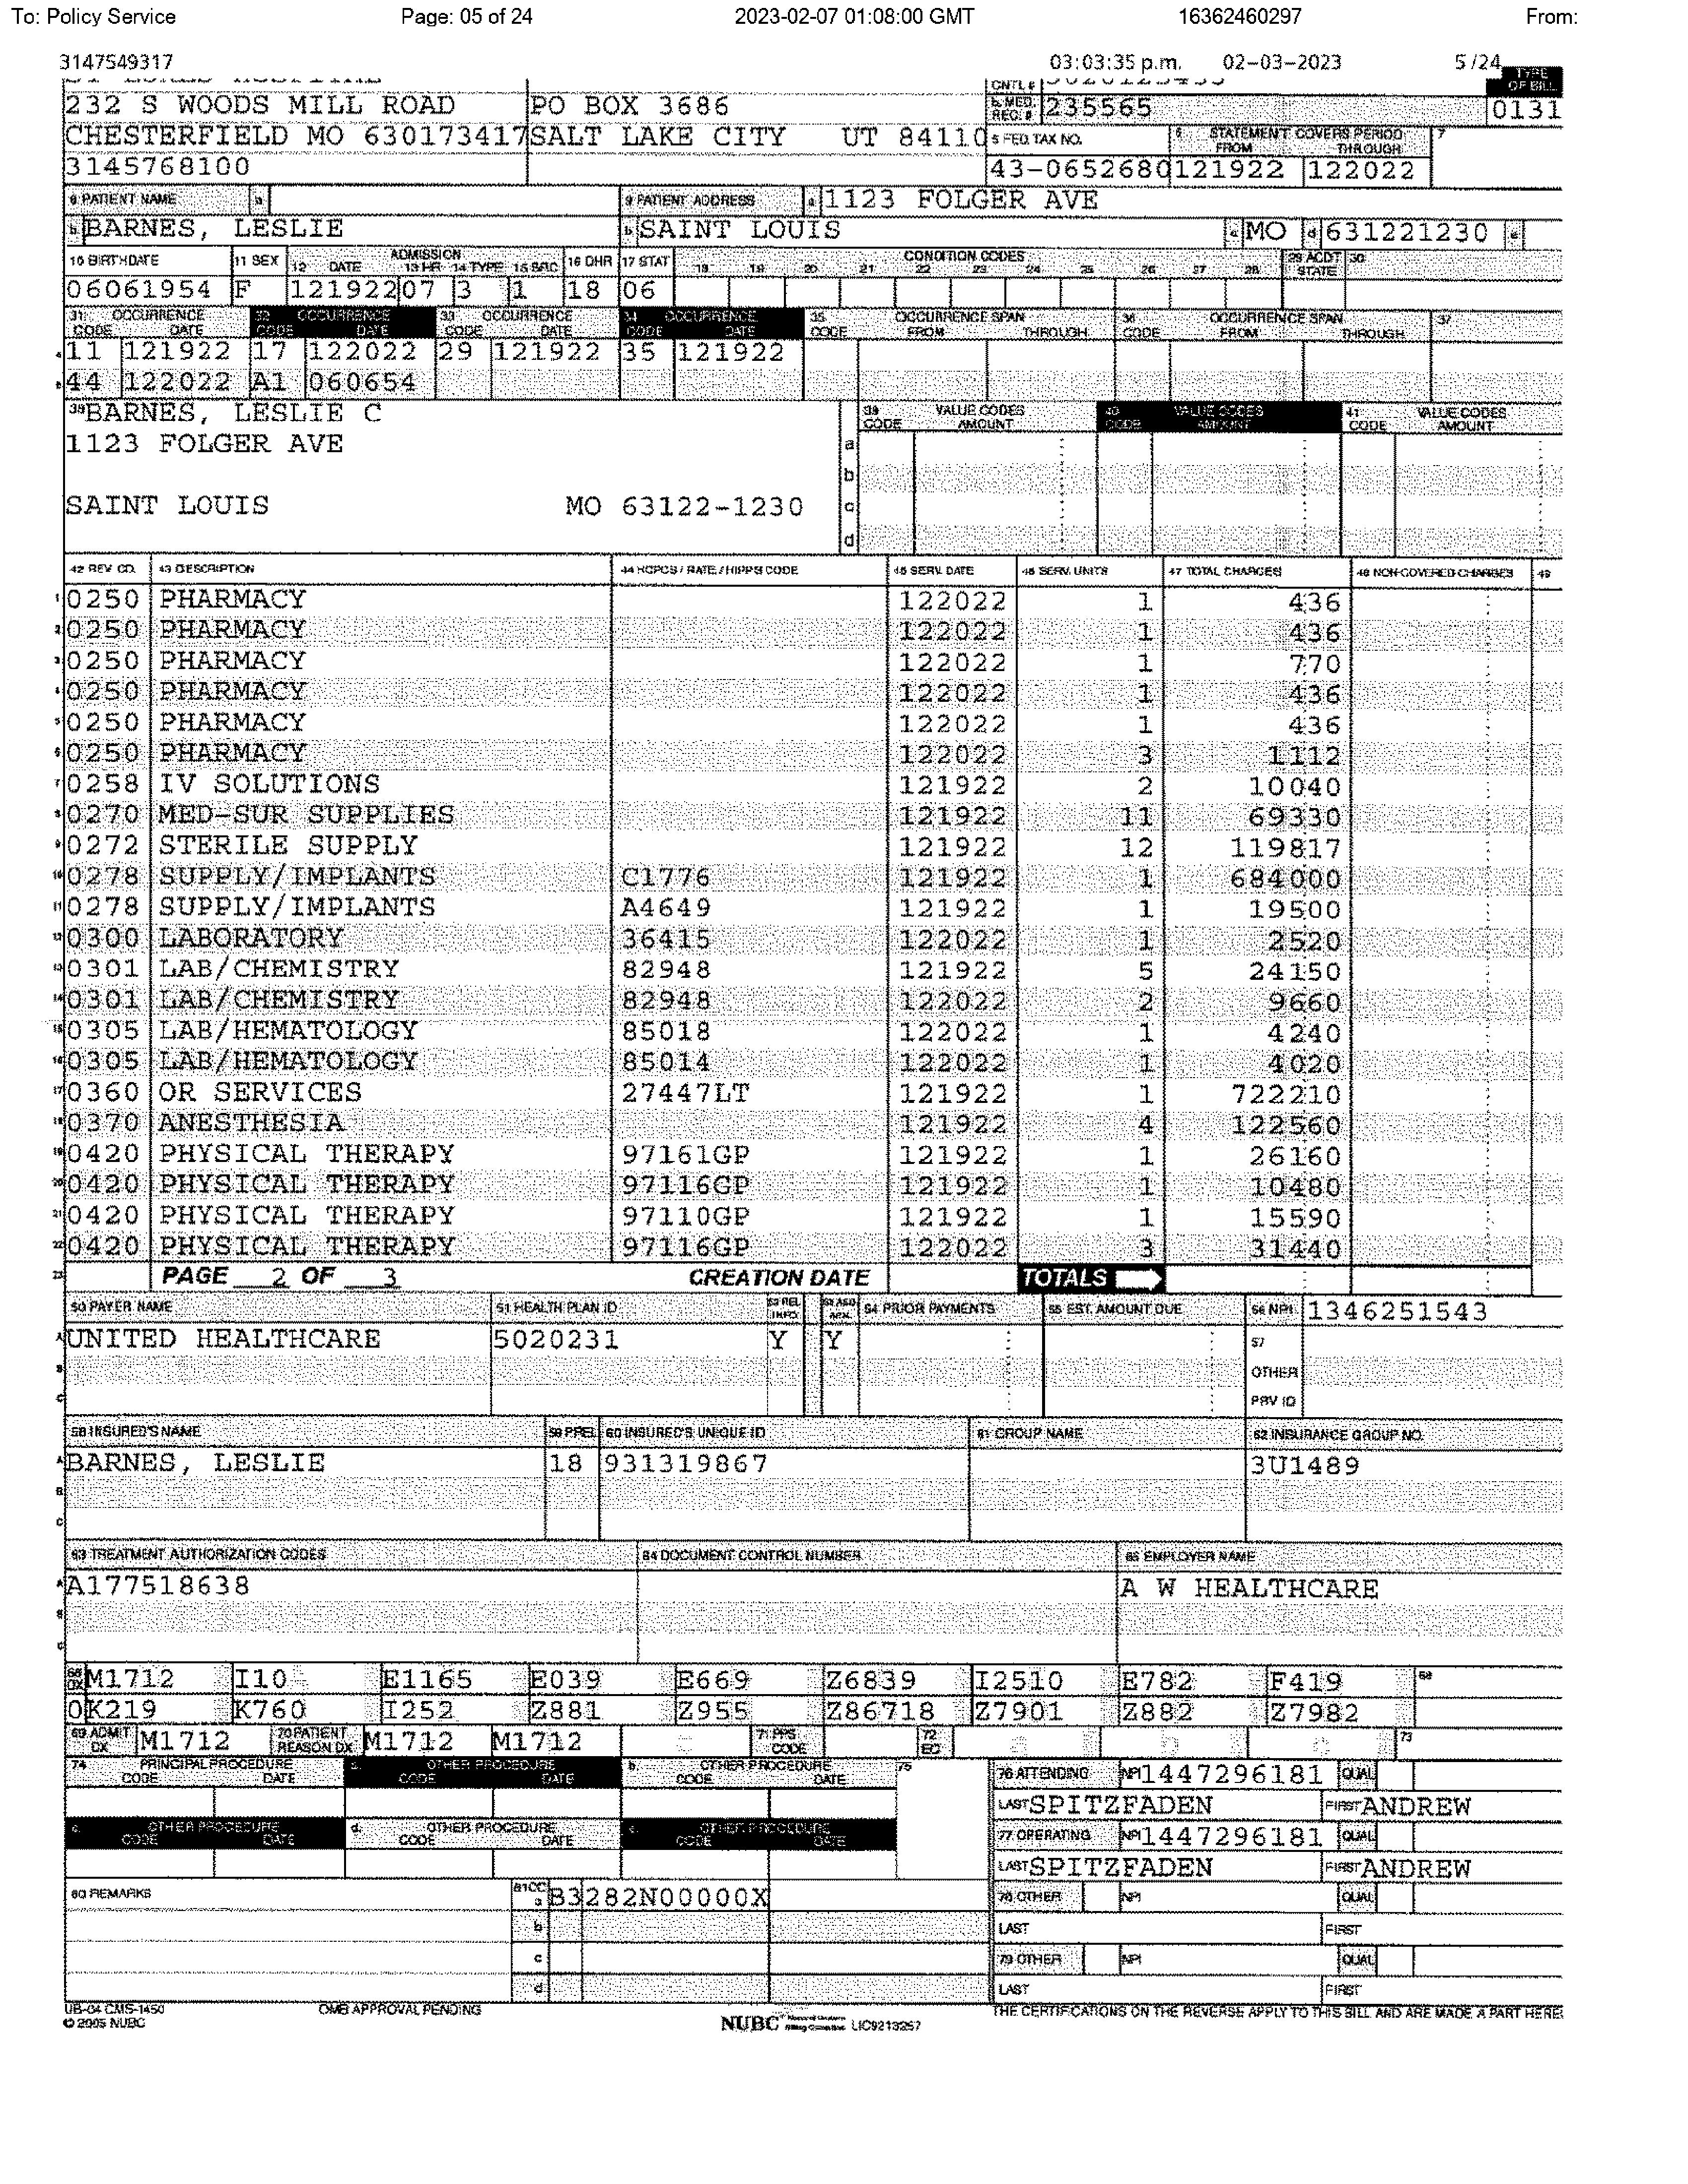 To: Policy Service Page: 05 of 24 2023-02-07 01:08:00 GMT 16362460297 From:
3147549317 03:03:35 p.m. 02-03-2023 5/24
CNTL # TYPE OF BILL
232 S WOODS MILL ROAD PO BOX 3686 b. MED. REC. # 235565 0131
CHESTERFIELD MO 630173417 SALT LAKE CITY UT 84110 5 FED. TAX NO. 6 STATEMENT COVERS PERIOD FROM THROUGH 7
3145768100 43-0652680 121922 122022
8 PATIENT NAME a 9 PATIENT ADDRESS a 1123 FOLGER AVE
b BARNES, LESLIE b SAINT LOUIS c MO d 631221230 e
10 BIRTHDATE 11 SEX 12 DATE ADMISSION 13 HR 14 TYPE 15 SRC 16 DHR 17 STAT 18 19 20 21 CONDITION CODES 22 23 24 25 26 27 28 29 ACDT STATE 30
06061954 F 121922 07 3 1 18 06
31 OCCURRENCE CODE DATE 32 OCCURRENCE CODE DATE 33 OCCURRENCE CODE DATE 34 OCCURRENCE CODE DATE 35 CODE OCCURRENCE SPAN FROM THROUGH 36 CODE OCCURRENCE SPAN FROM THROUGH 37
a 11 121922 17 122022 29 121922 35 121922
b 44 122022 A1 060654
38 BARNES, LESLIE C 39 CODE VALUE CODES AMOUNT 40 CODE VALUE CODES AMOUNT 41 CODE VALUE CODES AMOUNT
1123 FOLGER AVE a
b
SAINT LOUIS MO 63122-1230 c
d
42 REV. CD. 43 DESCRIPTION 44 HCPCS / RATE / HIPPS CODE 45 SERV. DATE 46 SERV. UNITS 47 TOTAL CHARGES 48 NON-COVERED CHARGES 49
1 0250 PHARMACY 122022 1 436
2 0250 PHARMACY 122022 1 436
3 0250 PHARMACY 122022 1 770
4 0250 PHARMACY 122022 1 436
5 0250 PHARMACY 122022 1 436
6 0250 PHARMACY 122022 3 1112
7 0258 IV SOLUTIONS 121922 2 10040
8 0270 MED-SUR SUPPLIES 121922 11 69330
9 0272 STERILE SUPPLY 121922 12 119817
10 0278 SUPPLY/IMPLANTS C1776 121922 1 684000
11 0278 SUPPLY/IMPLANTS A4649 121922 1 19500
12 0300 LABORATORY 36415 122022 1 2520
13 0301 LAB/CHEMISTRY 82948 121922 5 24150
14 0301 LAB/CHEMISTRY 82948 122022 2 9660
15 0305 LAB/HEMATOLOGY 85018 122022 1 4240
16 0305 LAB/HEMATOLOGY 85014 122022 1 4020
17 0360 OR SERVICES 27447LT 121922 1 722210
18 0370 ANESTHESIA 121922 4 122560
19 0420 PHYSICAL THERAPY 97161GP 121922 1 26160
20 0420 PHYSICAL THERAPY 97116GP 121922 1 10480
21 0420 PHYSICAL THERAPY 97110GP 121922 1 15590
22 0420 PHYSICAL THERAPY 97116GP 122022 3 31440
23 PAGE 2 OF 3 CREATION DATE TOTALS
50 PAYER NAME 51 HEALTH PLAN ID 52 REL. INFO 53 ASG. BEN. 54 PRIOR PAYMENTS 55 EST. AMOUNT DUE 56 NPI 1346251543
A UNITED HEALTHCARE 5020231 Y Y 57
B OTHER
C PRV ID
58 INSURED'S NAME 59 P.REL 60 INSURED'S UNIQUE ID 61 GROUP NAME 62 INSURANCE GROUP NO.
A BARNES, LESLIE 18 931319867 3U1489
B
C
63 TREATMENT AUTHORIZATION CODES 64 DOCUMENT CONTROL NUMBER 65 EMPLOYER NAME
A A177518638 A W HEALTHCARE
B
C
66 DX M1712 I10 E1165 E039 E669 Z6839 I2510 E782 F419 68
0 K219 K760 I252 Z881 Z955 Z86718 Z7901 Z882 Z7982
69 ADMIT DX M1712 70 PATIENT REASON DX M1712 M1712 c 71 PPS CODE 72 ECI a b c 73
74 PRINCIPAL PROCEDURE CODE DATE a. OTHER PROCEDURE CODE DATE b. OTHER PROCEDURE CODE DATE 75 76 ATTENDING NPI 1447296181 QUAL
LAST SPITZFADEN FIRST ANDREW
c. OTHER PROCEDURE CODE DATE d. OTHER PROCEDURE CODE DATE e. OTHER PROCEDURE CODE DATE 77 OPERATING NPI 1447296181 QUAL
LAST SPITZFADEN FIRST ANDREW
80 REMARKS 81CC a B3 282N00000X 78 OTHER NPI QUAL
b LAST FIRST
c 79 OTHER NPI QUAL
d LAST FIRST
UB-04 CMS-1450 OMB APPROVAL PENDING THE CERTIFICATIONS ON THE REVERSE APPLY TO THIS BILL AND ARE MADE A PART HERE
© 2005 NUBC NUBC National Uniform Billing Committee LIC9213257